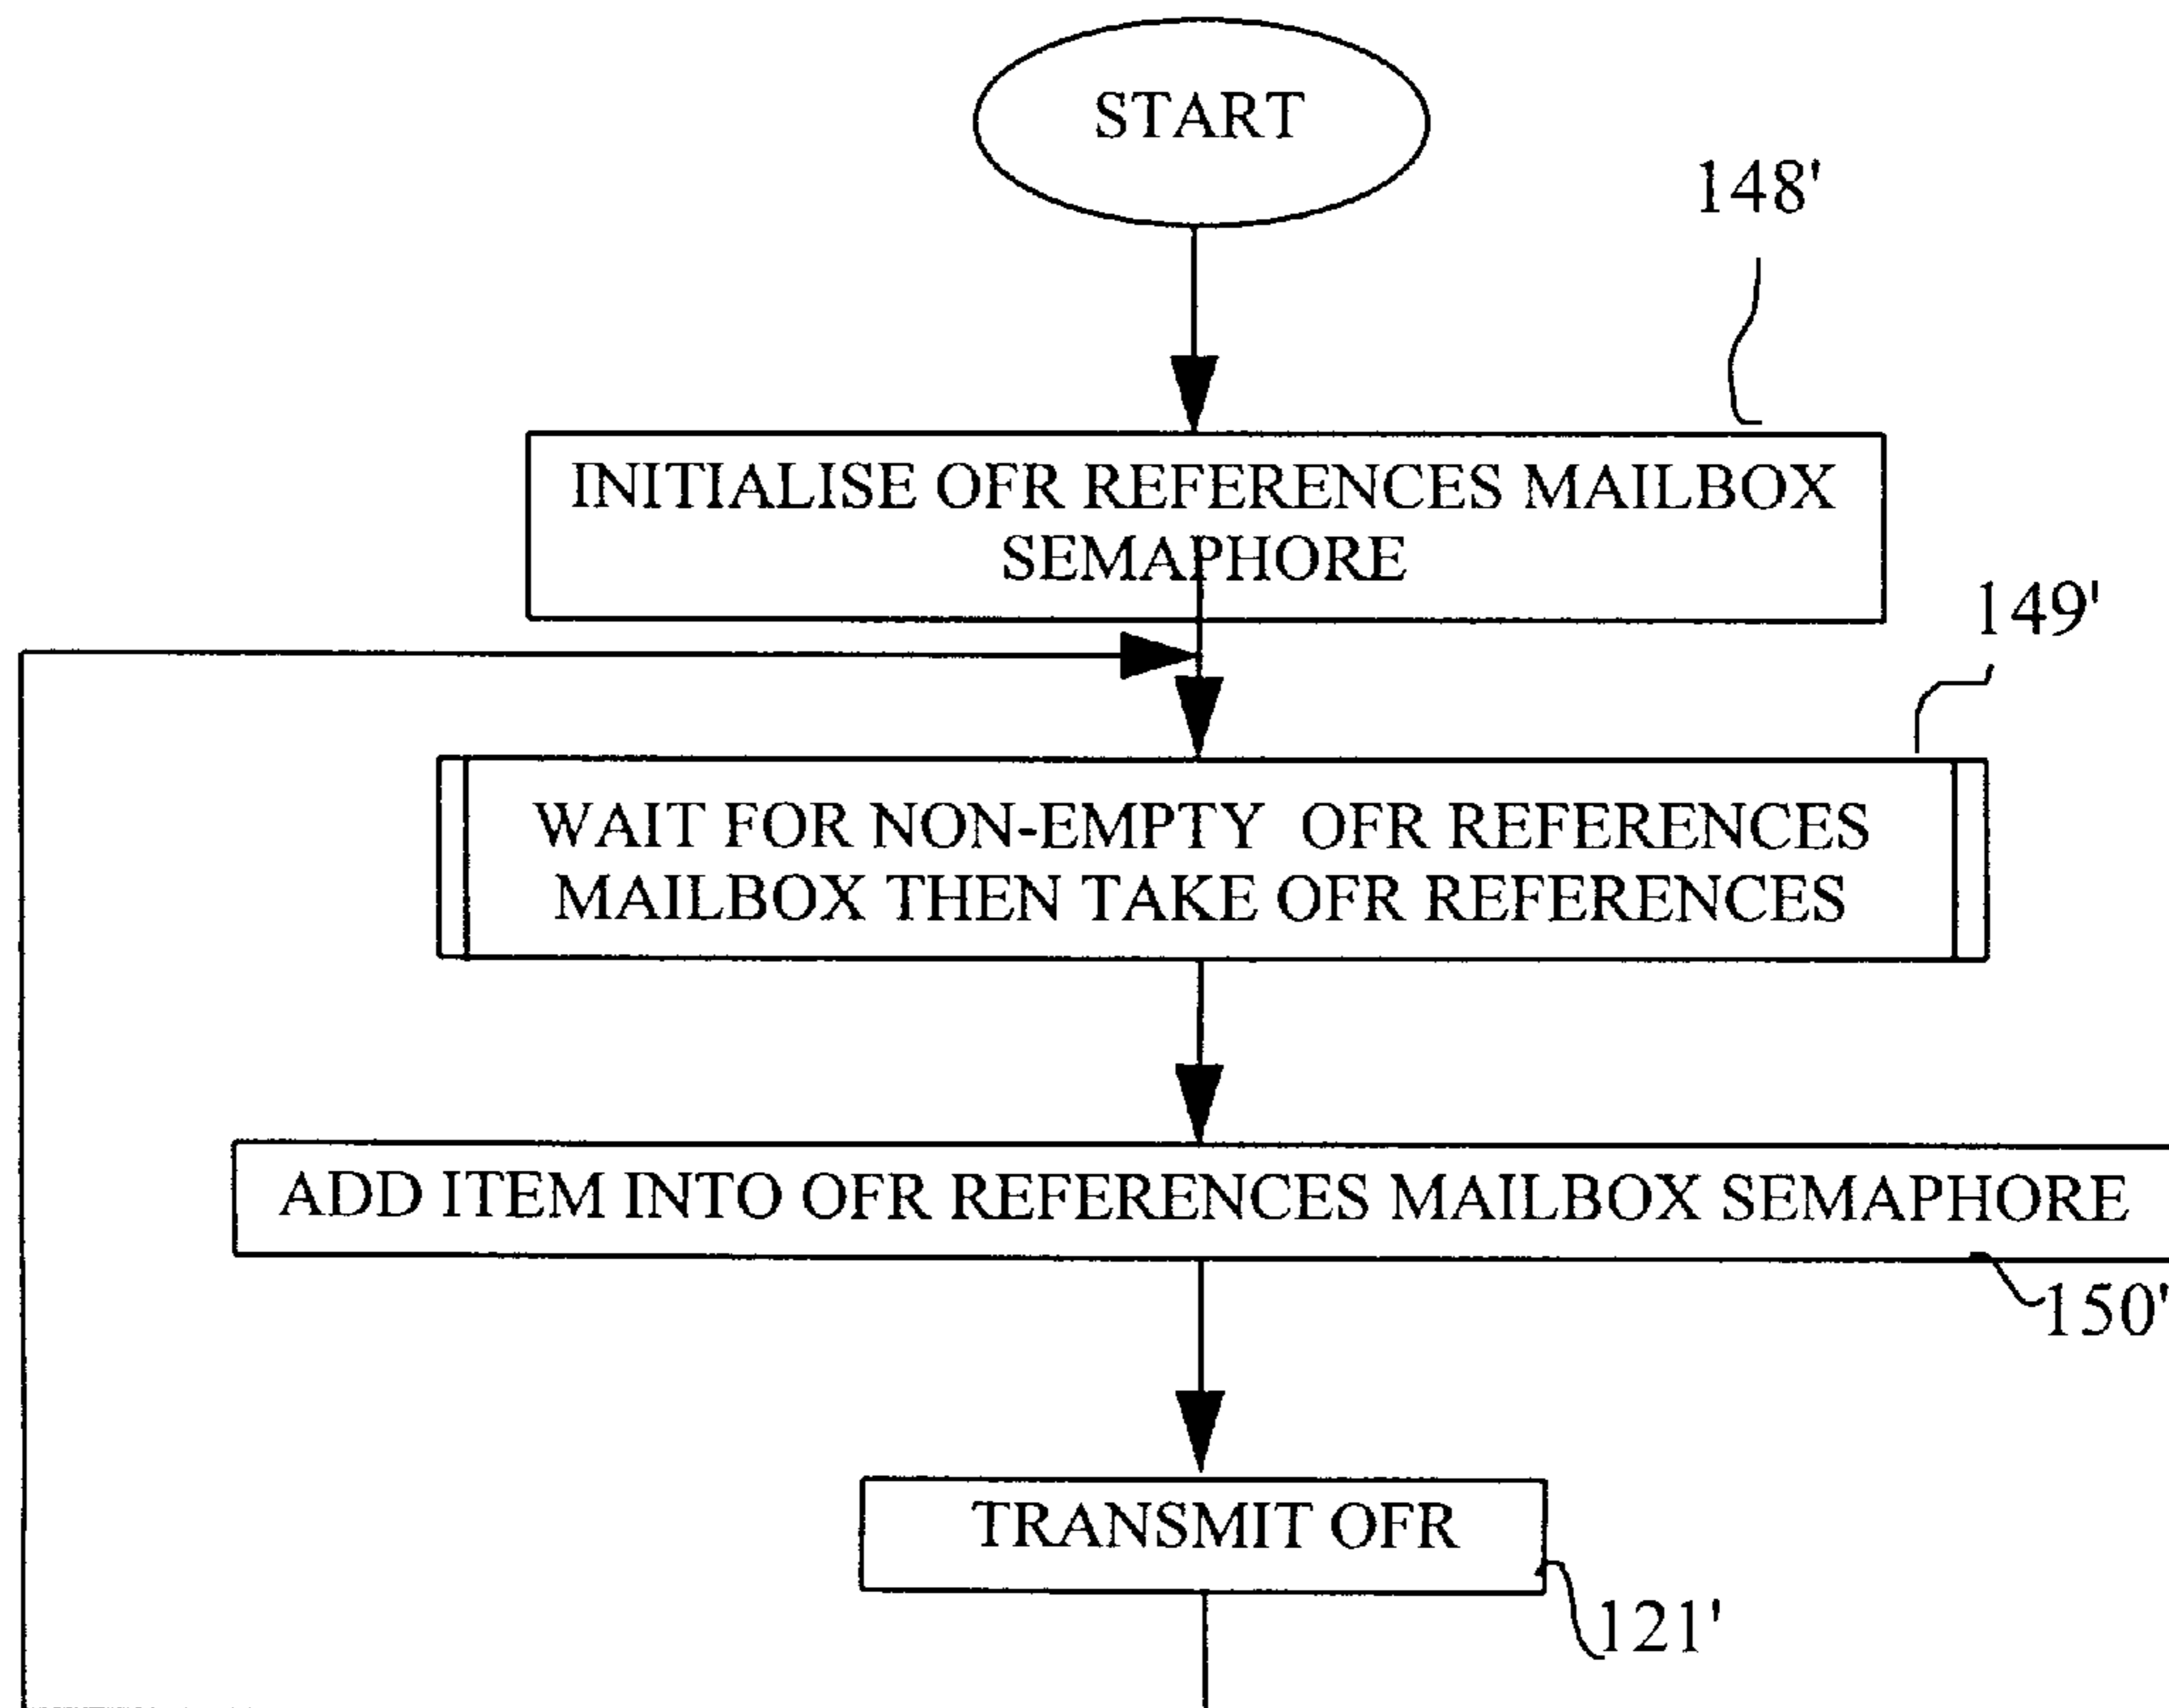 START
148'
INITIALISE OFR REFERENCES MAILBOX
SEMAPHORE
149'
WAIT FOR NON-EMPTY OFR REFERENCES
MAILBOX THEN TAKE OFR REFERENCES
ADD ITEM INTO OFR REFERENCES MAILBOX SEMAPHORE
150'
TRANSMIT OFR
121'